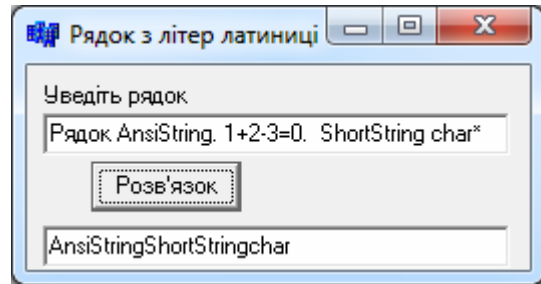 Рядок з літер латиниці
Уведіть рядок
Рядок AnsiString. 1+2-3=0.  ShortString char*
Розв'язок
AnsiStringShortStringchar